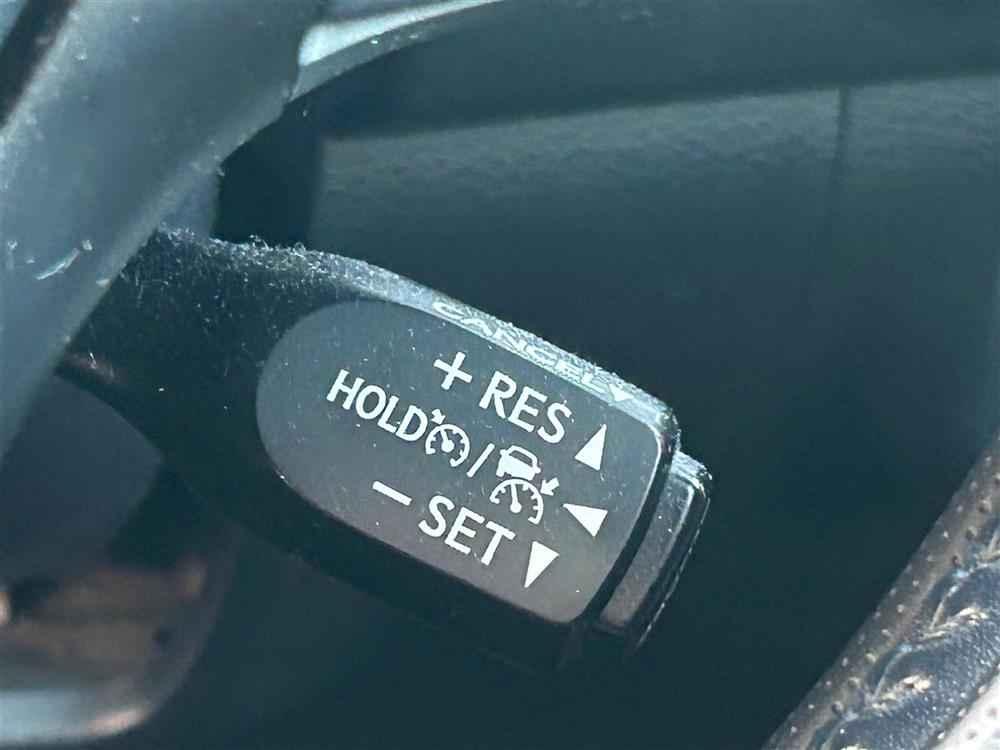 CANCEL
+ RES
HOLD /
- SET